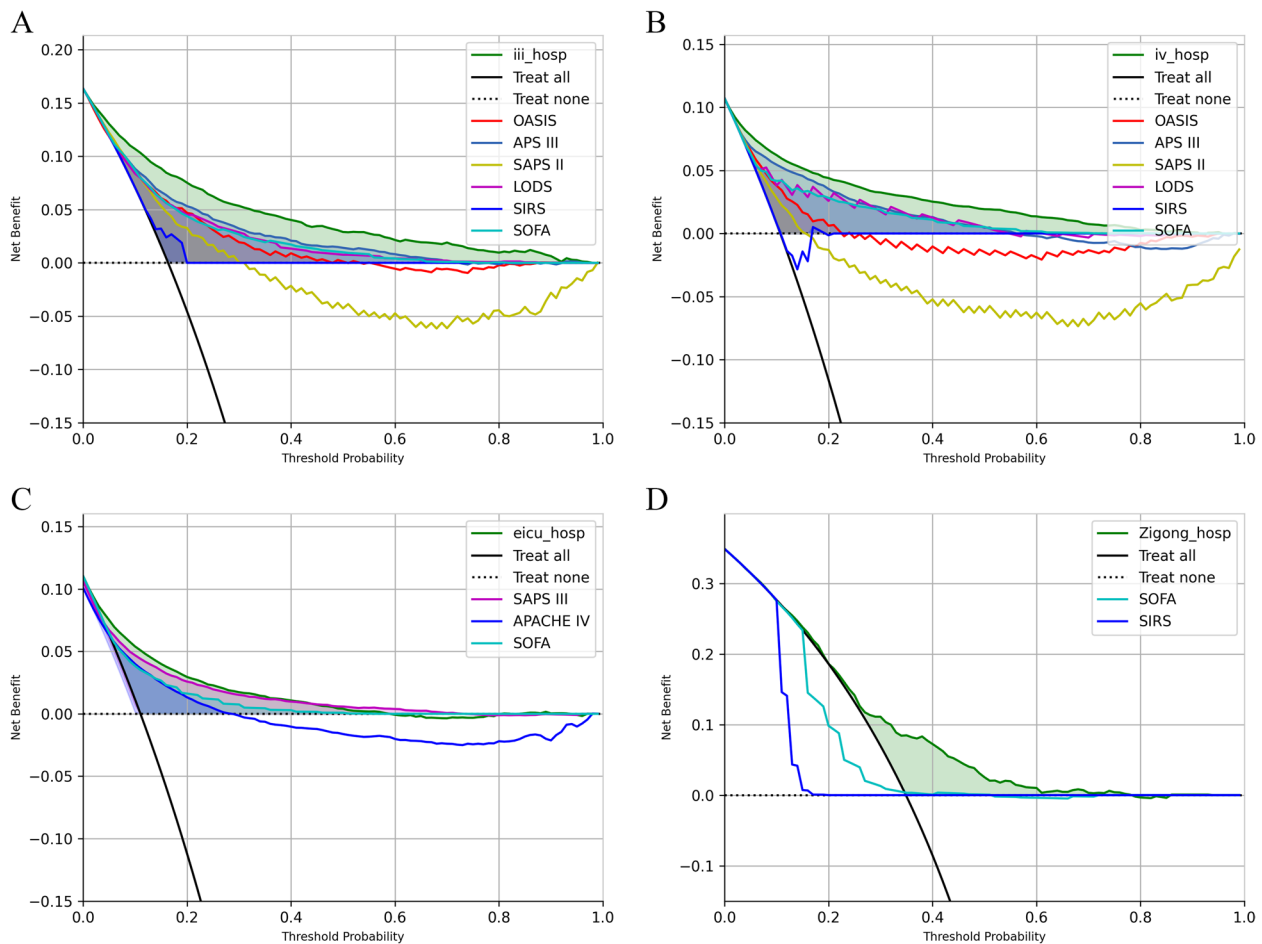 A
Net Benefit
0.20
0.15
0.10
0.05
0.00
−0.05
−0.10
−0.15
0.0 0.2 0.4 0.6 0.8 1.0
Threshold Probability
iii_hosp
Treat all
Treat none
OASIS
APS III
SAPS II
LODS
SIRS
SOFA
B
Net Benefit
0.15
0.10
0.05
0.00
−0.05
−0.10
−0.15
0.0 0.2 0.4 0.6 0.8 1.0
Threshold Probability
iv_hosp
Treat all
Treat none
OASIS
APS III
SAPS II
LODS
SIRS
SOFA
C
Net Benefit
0.15
0.10
0.05
0.00
−0.05
−0.10
−0.15
0.0 0.2 0.4 0.6 0.8 1.0
Threshold Probability
eicu_hosp
Treat all
Treat none
SAPS III
APACHE IV
SOFA
D
Net Benefit
0.3
0.2
0.1
0.0
−0.1
0.0 0.2 0.4 0.6 0.8 1.0
Threshold Probability
Zigong_hosp
Treat all
Treat none
SOFA
SIRS